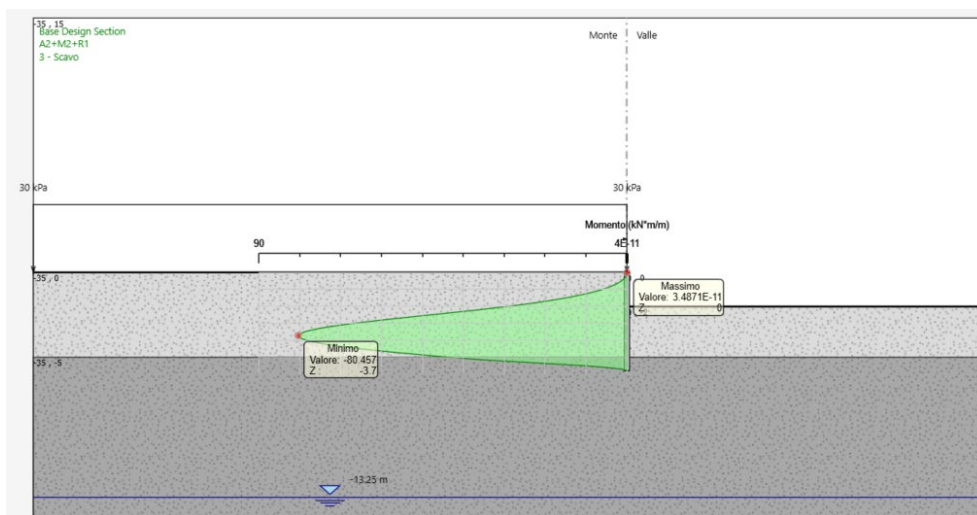 -35 , 15
Base Design Section
A2+M2+R1
3 - Scavo
Monte
Valle
30 kPa
30 kPa
Momento (kN*m/m)
90
4E-11
-35 , 0
0
Massimo
Valore: 3.4871E-11
Z : 0
Minimo
Valore: -80.457
Z : -3.7
-35 , -5
-13.25 m